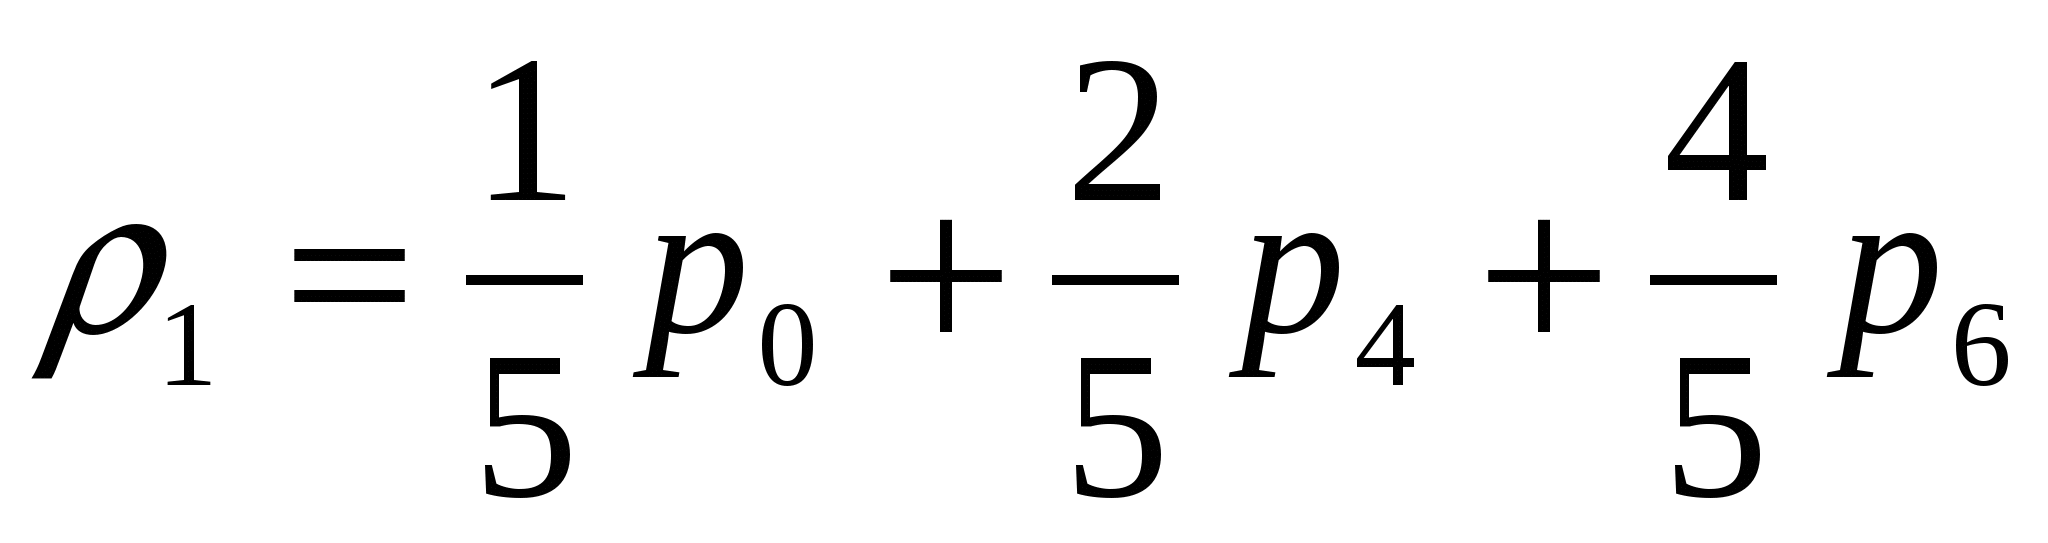 ρ₁ = 1/5 p₀ + 2/5 p₄ + 4/5 p₆